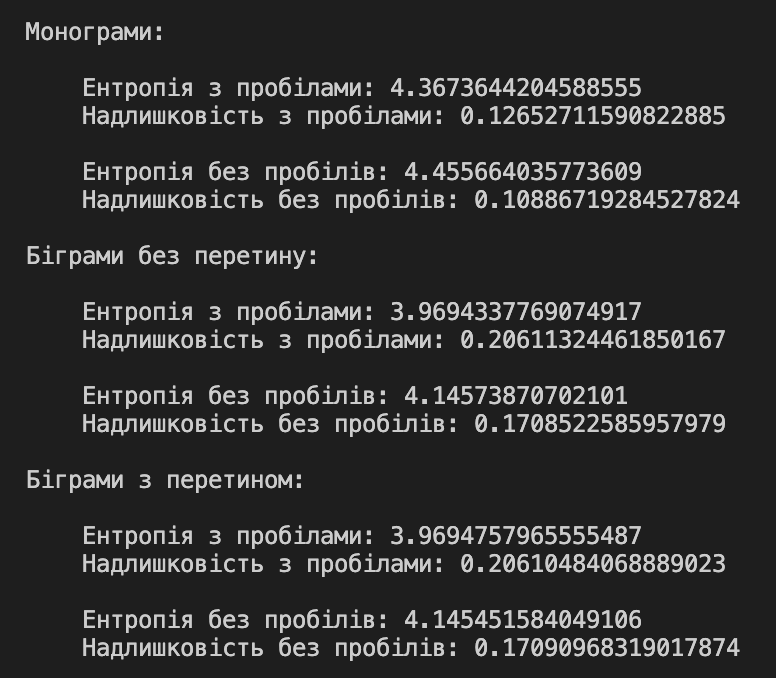 Монограми:
Ентропія з пробілами: 4.3673644204588555
Надлишковість з пробілами: 0.12652711590822885
Ентропія без пробілів: 4.455664035773609
Надлишковість без пробілів: 0.10886719284527824
Біграми без перетину:
Ентропія з пробілами: 3.9694337769074917
Надлишковість з пробілами: 0.20611324461850167
Ентропія без пробілів: 4.14573870702101
Надлишковість без пробілів: 0.1708522585957979
Біграми з перетином:
Ентропія з пробілами: 3.9694757965555487
Надлишковість з пробілами: 0.20610484068889023
Ентропія без пробілів: 4.145451584049106
Надлишковість без пробілів: 0.17090968319017874